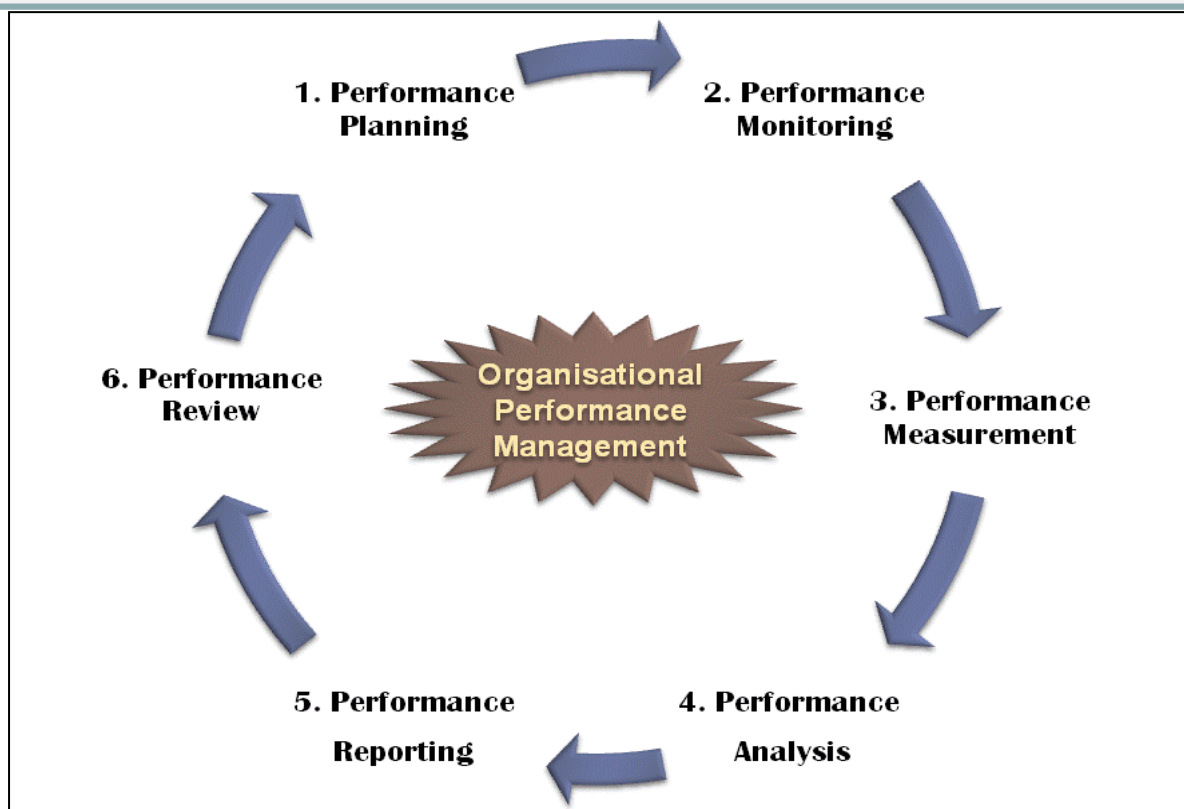 1. Performance
Planning
2. Performance
Monitoring
3. Performance
Measurement
4. Performance
Analysis
5. Performance
Reporting
6. Performance
Review
Organisational
Performance
Management